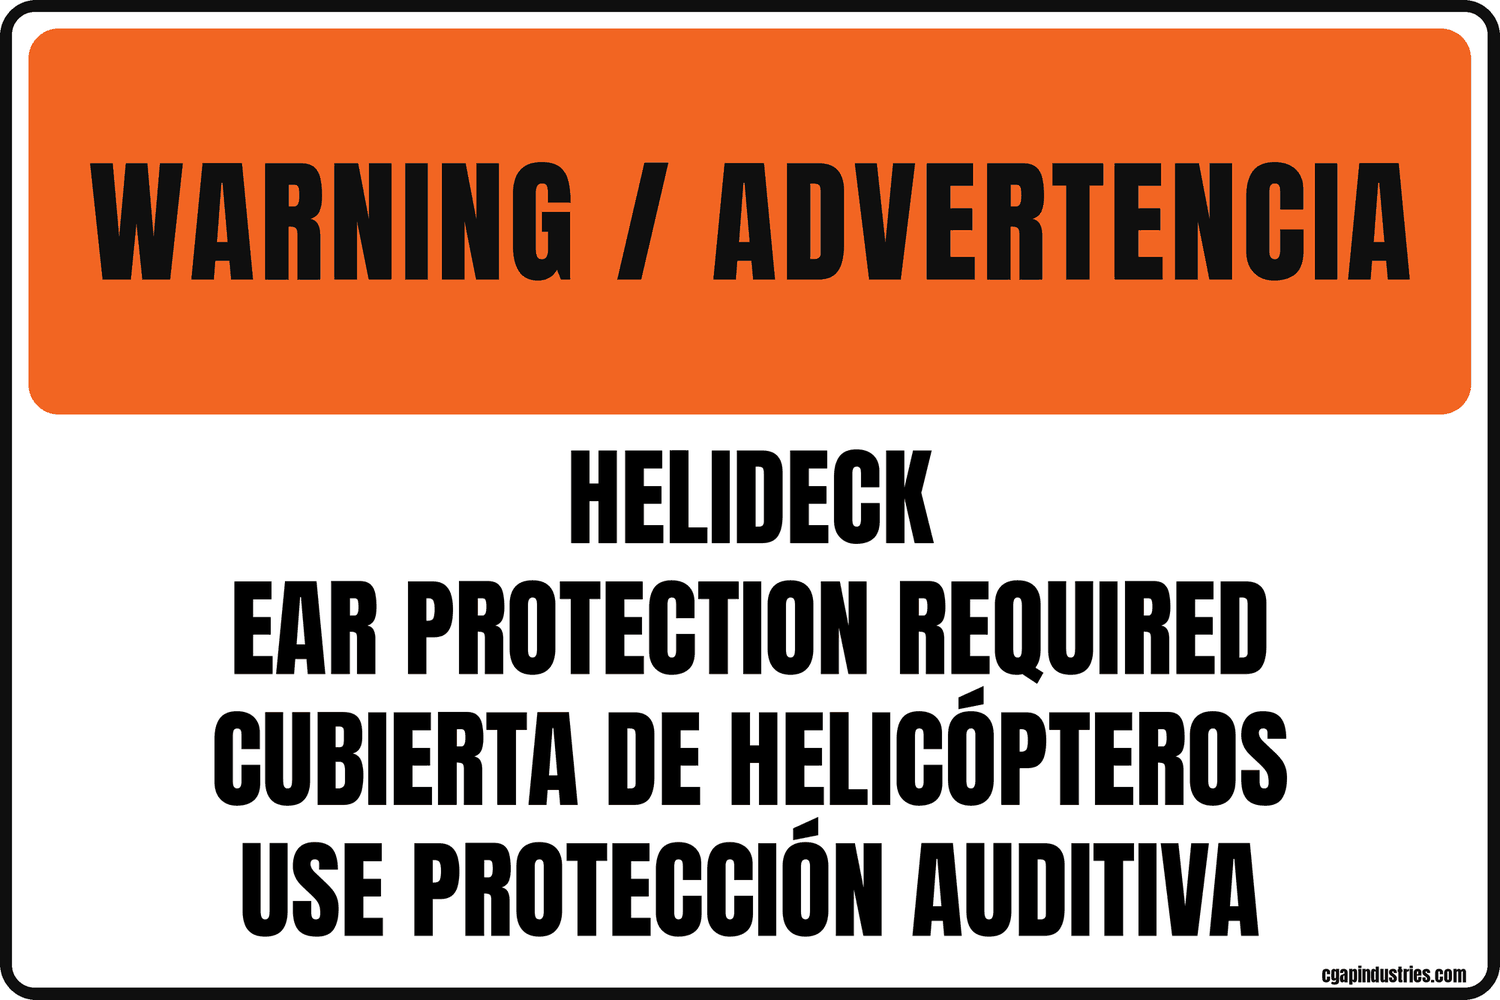 WARNING / ADVERTENCIA
HELIDECK
EAR PROTECTION REQUIRED
CUBIERTA DE HELICÓPTEROS
USE PROTECCIÓN AUDITIVA
cgapindustries.com